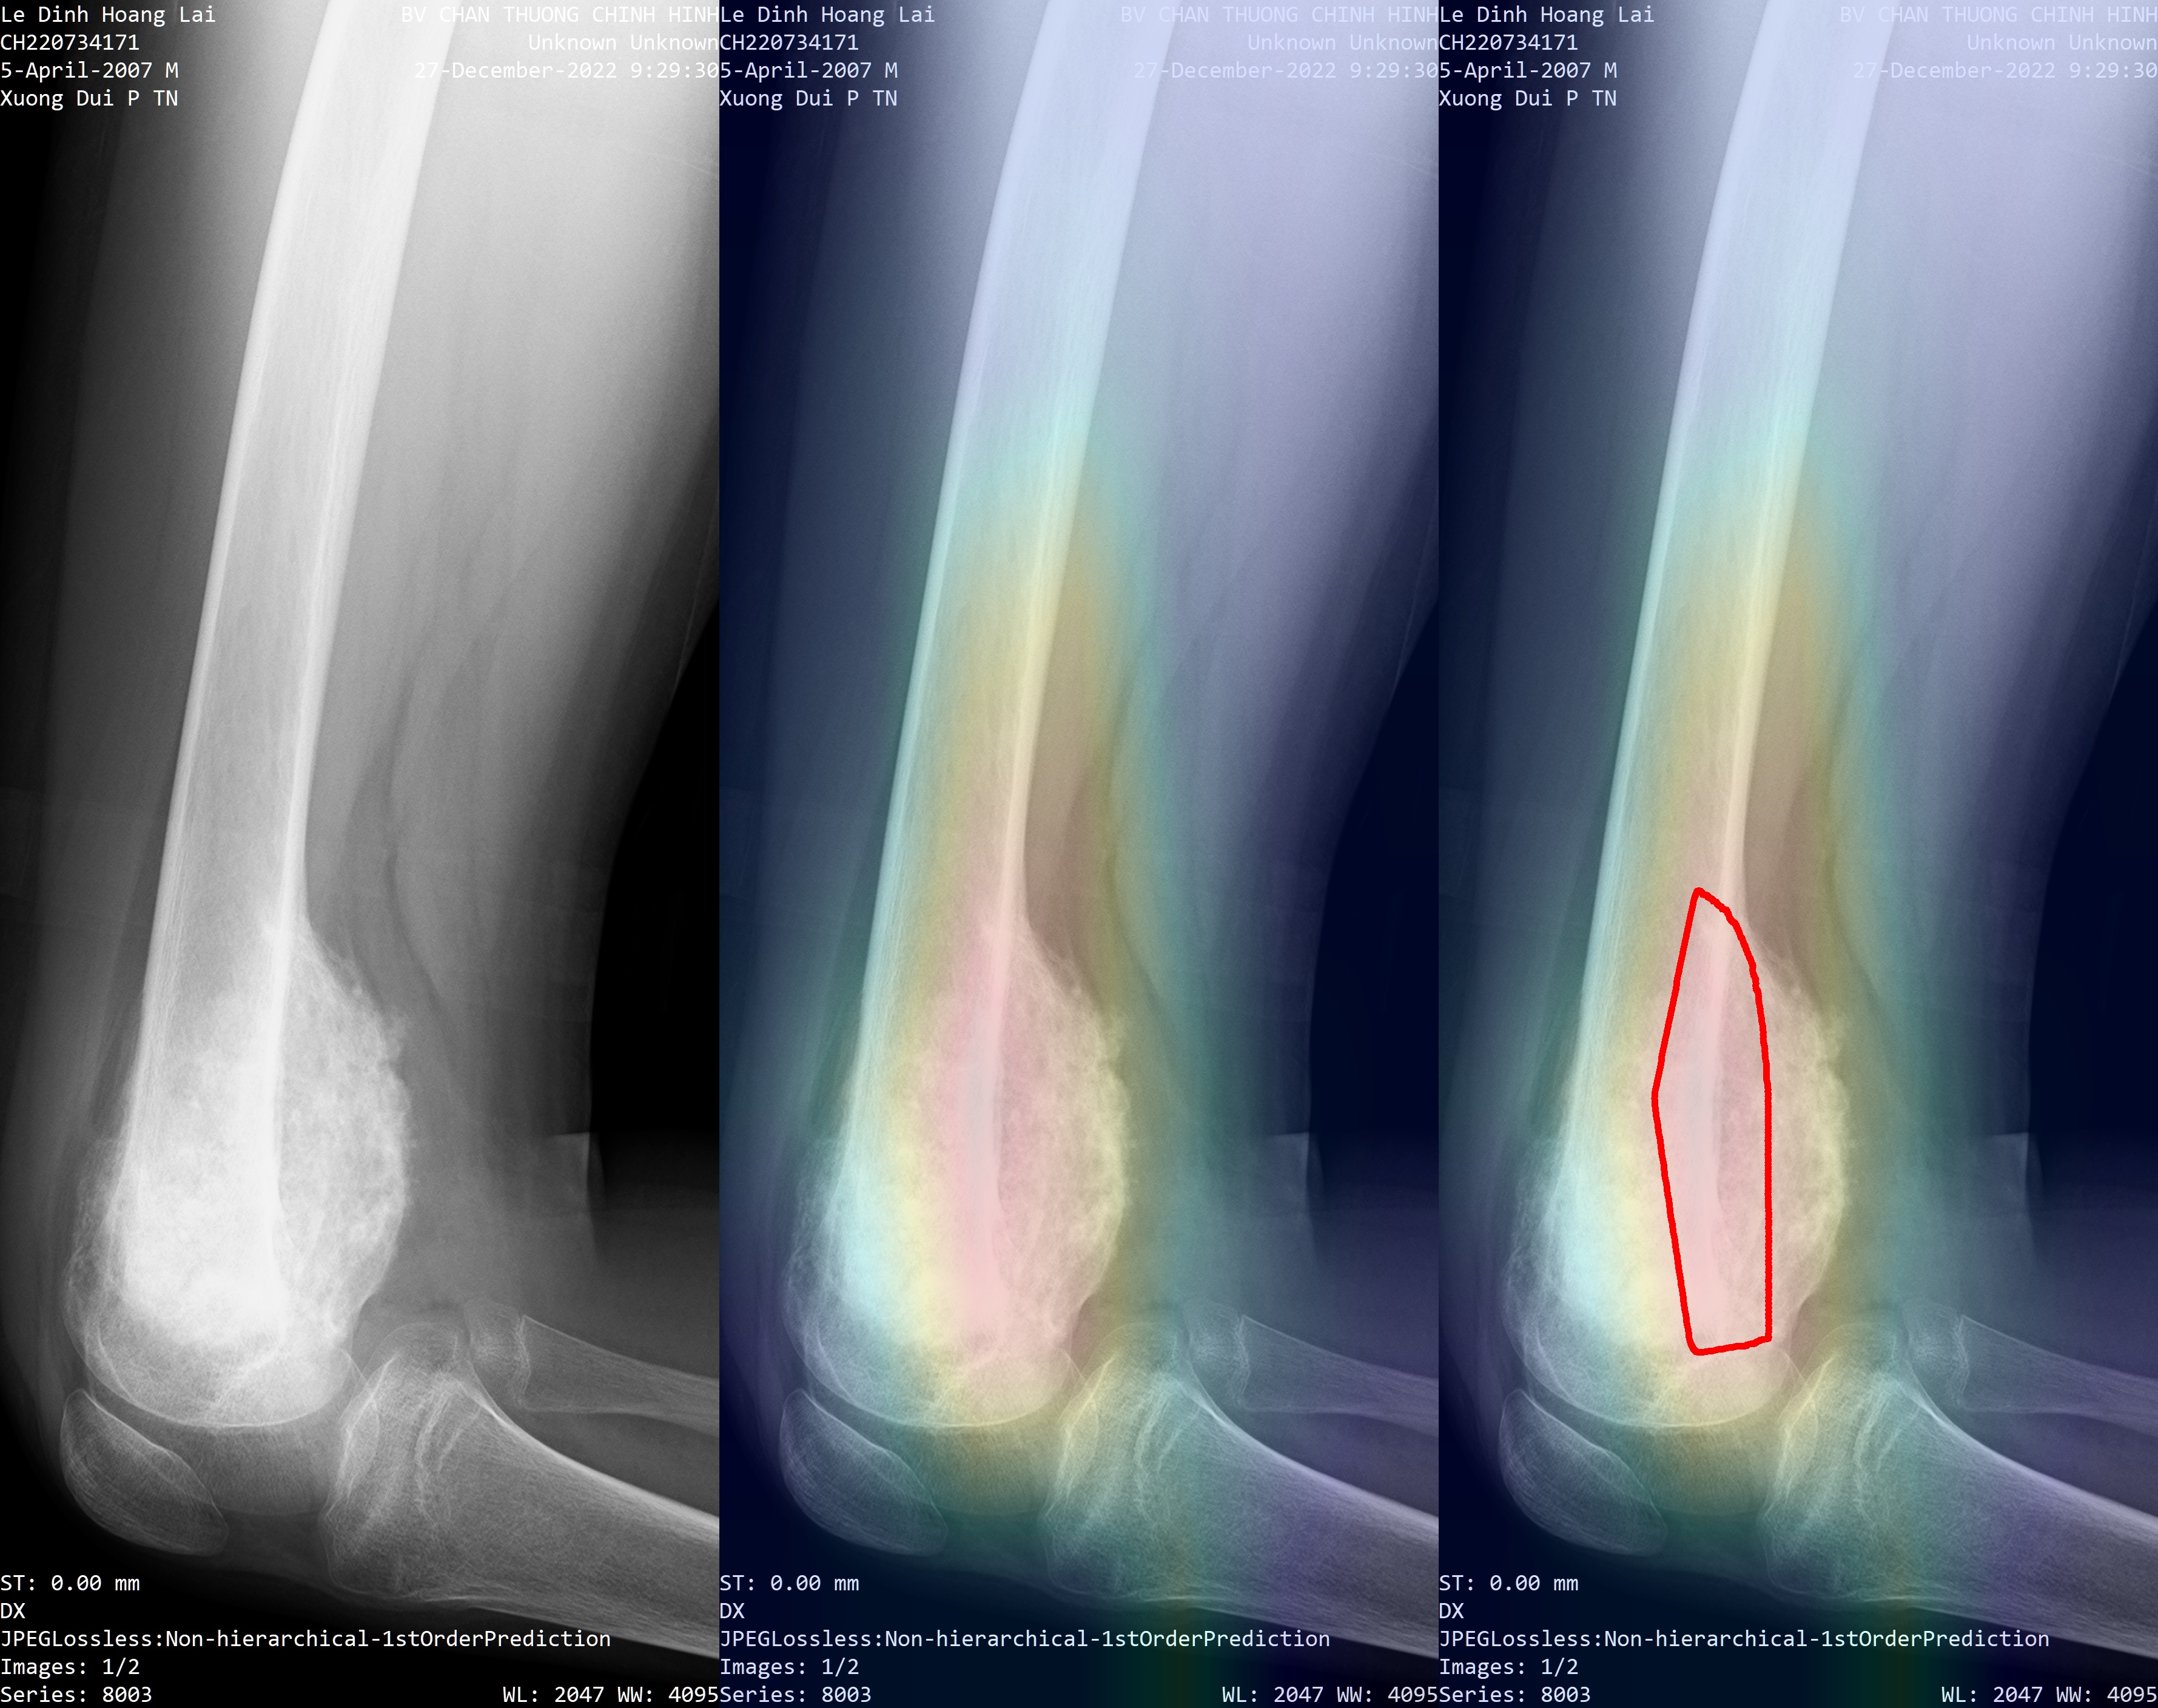 Le Dinh Hoang Lai
CH220734171
5-April-2007 M
Xuong Dui P TN
BV CHAN THUONG CHINH HINH
Unknown Unknown
27-December-2022 9:29:30
ST: 0.00 mm
DX
JPEGLossless:Non-hierarchical-1stOrderPrediction
Images: 1/2
Series: 8003
WL: 2047 WW: 4095
Le Dinh Hoang Lai
CH220734171
5-April-2007 M
Xuong Dui P TN
BV CHAN THUONG CHINH HINH
Unknown Unknown
27-December-2022 9:29:30
ST: 0.00 mm
DX
JPEGLossless:Non-hierarchical-1stOrderPrediction
Images: 1/2
Series: 8003
WL: 2047 WW: 4095
Le Dinh Hoang Lai
CH220734171
5-April-2007 M
Xuong Dui P TN
BV CHAN THUONG CHINH HINH
Unknown Unknown
27-December-2022 9:29:30
ST: 0.00 mm
DX
JPEGLossless:Non-hierarchical-1stOrderPrediction
Images: 1/2
Series: 8003
WL: 2047 WW: 4095